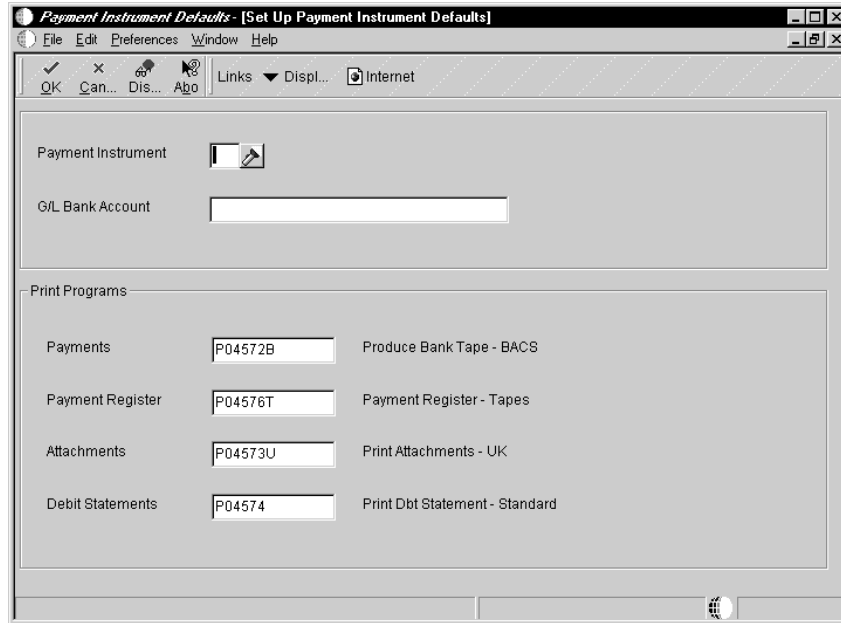 Payment Instrument Defaults - [Set Up Payment Instrument Defaults]
File Edit Preferences Window Help
OK Can... Dis... Abo Links Displ... Internet
Payment Instrument
G/L Bank Account
Print Programs
Payments P04572B Produce Bank Tape - BACS
Payment Register P04576T Payment Register - Tapes
Attachments P04573U Print Attachments - UK
Debit Statements P04574 Print Dbt Statement - Standard